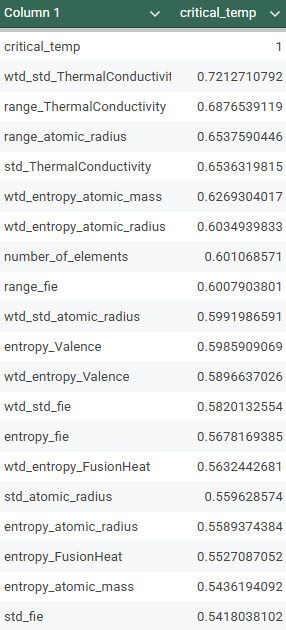 Column 1 critical_temp
critical_temp 1
wtd_std_ThermalConductivit 0.7212710792
range_ThermalConductivity 0.6876539119
range_atomic_radius 0.6537590446
std_ThermalConductivity 0.6536319815
wtd_entropy_atomic_mass 0.6269304017
wtd_entropy_atomic_radius 0.6034939833
number_of_elements 0.601068571
range_fie 0.6007903801
wtd_std_atomic_radius 0.5991986591
entropy_Valence 0.5985909069
wtd_entropy_Valence 0.5896637026
wtd_std_fie 0.5820132554
entropy_fie 0.5678169385
wtd_entropy_FusionHeat 0.5632442681
std_atomic_radius 0.559628574
entropy_atomic_radius 0.5589374384
entropy_FusionHeat 0.5527087052
entropy_atomic_mass 0.5436194092
std_fie 0.5418038102